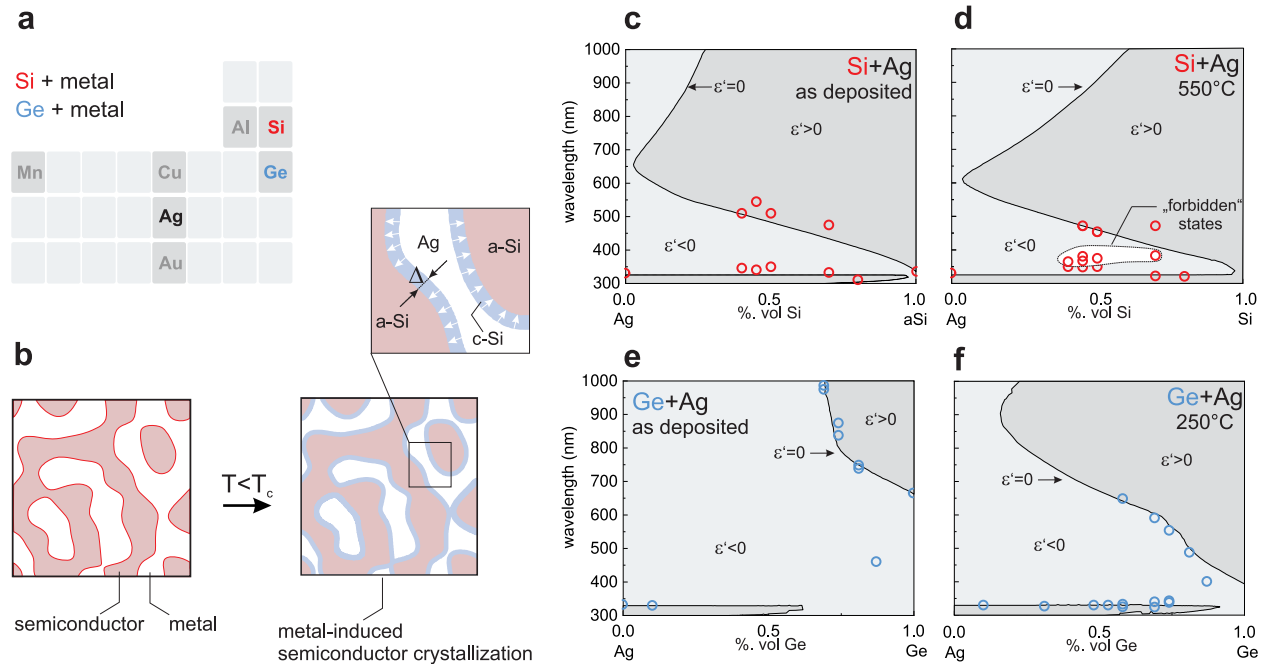 a
Si + metal
Ge + metal
Al Si
Mn Cu Ge
Ag
Au
b
T<Tc
semiconductor
metal
metal-induced
semiconductor crystallization
Ag
a-Si
Δ
a-Si
c-Si
c
Si+Ag
as deposited
ε‘=0
ε‘>0
ε‘<0
wavelength (nm)
1000
900
800
700
600
500
400
300
0.0 0.5 1.0
Ag %. vol Si aSi
d
Si+Ag
550°C
ε‘=0
ε‘>0
„forbidden“
states
ε‘<0
0.0 0.5 1.0
Ag %. vol Si Si
e
Ge+Ag
as deposited
ε‘>0
ε‘=0
ε‘<0
wavelength (nm)
1000
900
800
700
600
500
400
300
0.0 0.5 1.0
Ag %. vol Ge Ge
f
Ge+Ag
250°C
ε‘>0
ε‘=0
ε‘<0
0.0 0.5 1.0
Ag %. vol Ge Ge